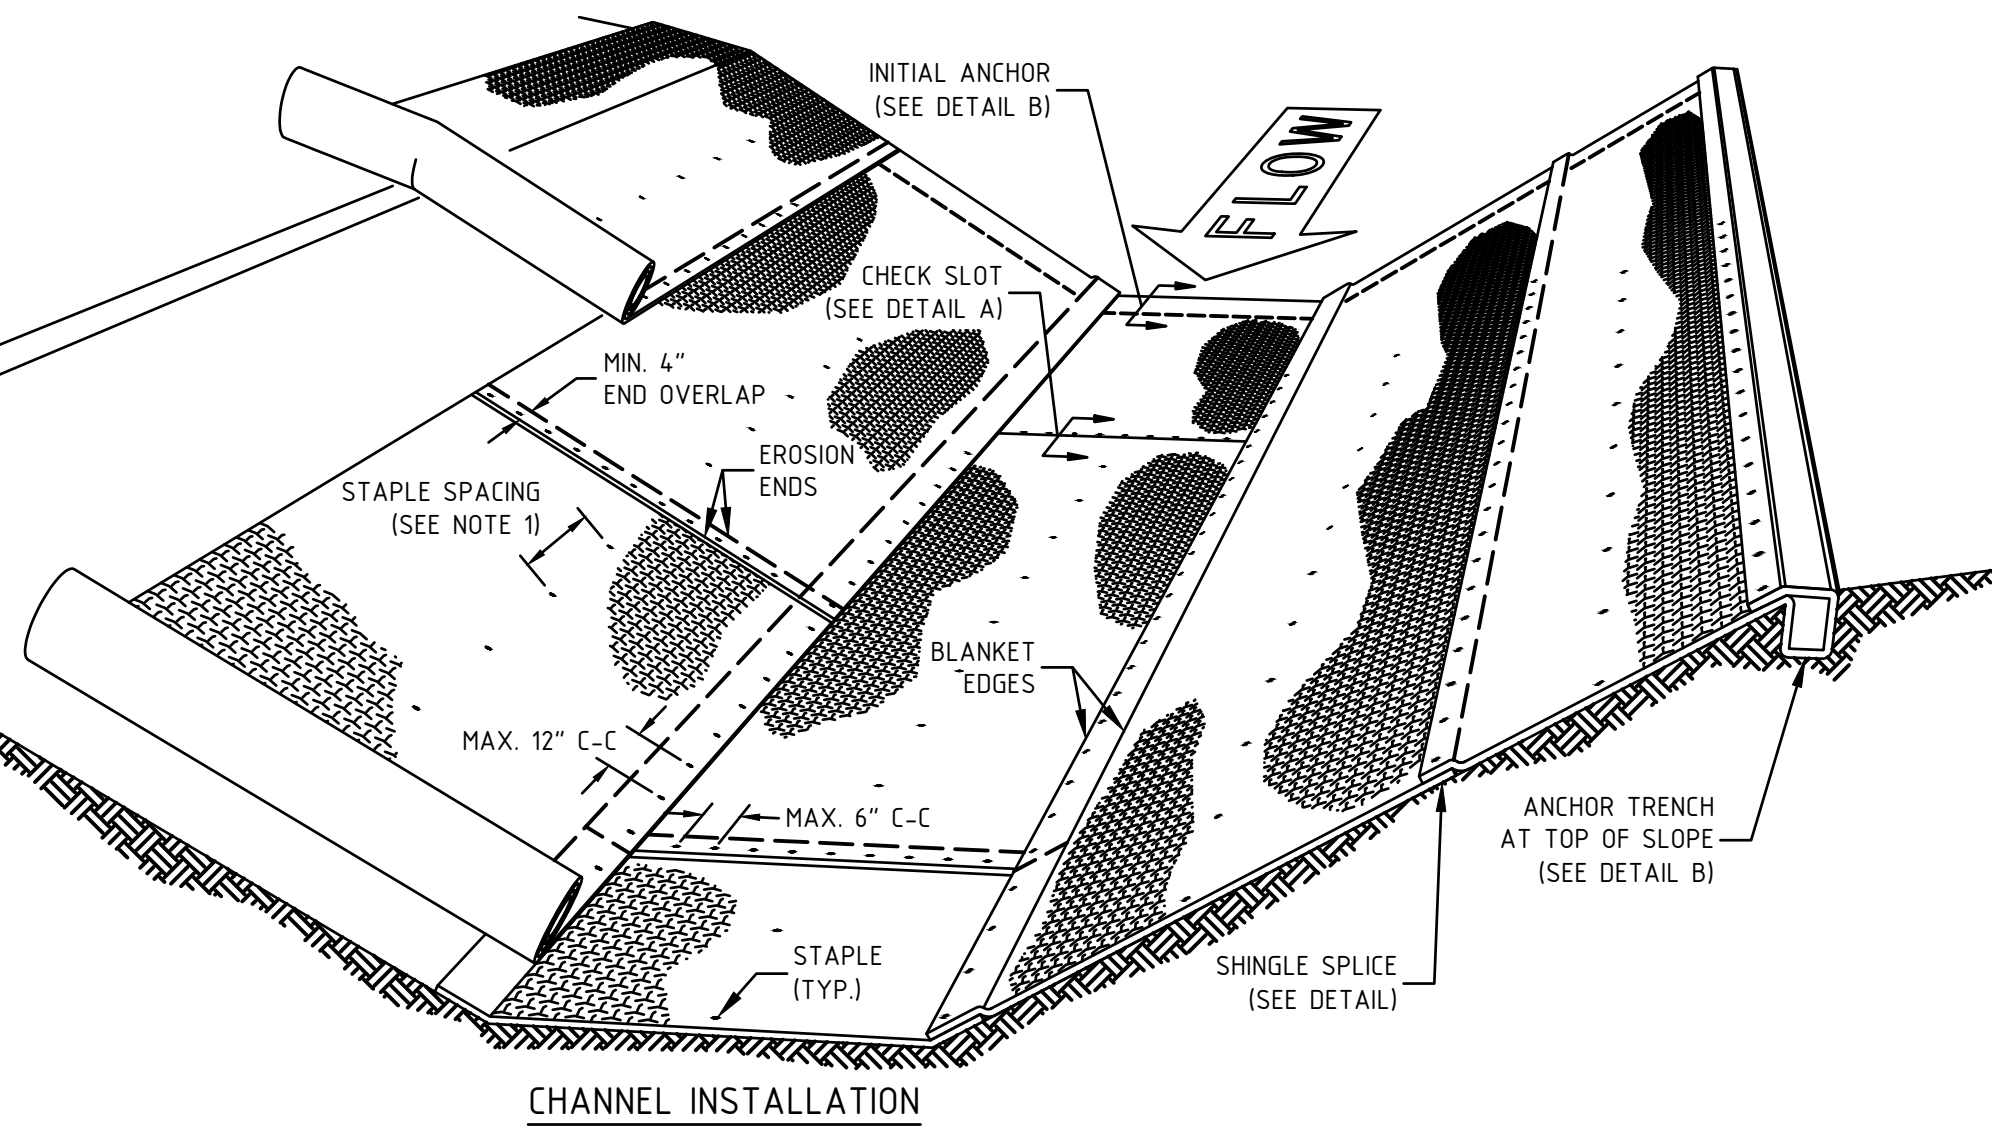 INITIAL ANCHOR
(SEE DETAIL B)
FLOW
CHECK SLOT
(SEE DETAIL A)
MIN. 4"
END OVERLAP
EROSION
ENDS
STAPLE SPACING
(SEE NOTE 1)
BLANKET
EDGES
MAX. 12" C-C
MAX. 6" C-C
ANCHOR TRENCH
AT TOP OF SLOPE
(SEE DETAIL B)
STAPLE
(TYP.)
SHINGLE SPLICE
(SEE DETAIL)
CHANNEL INSTALLATION